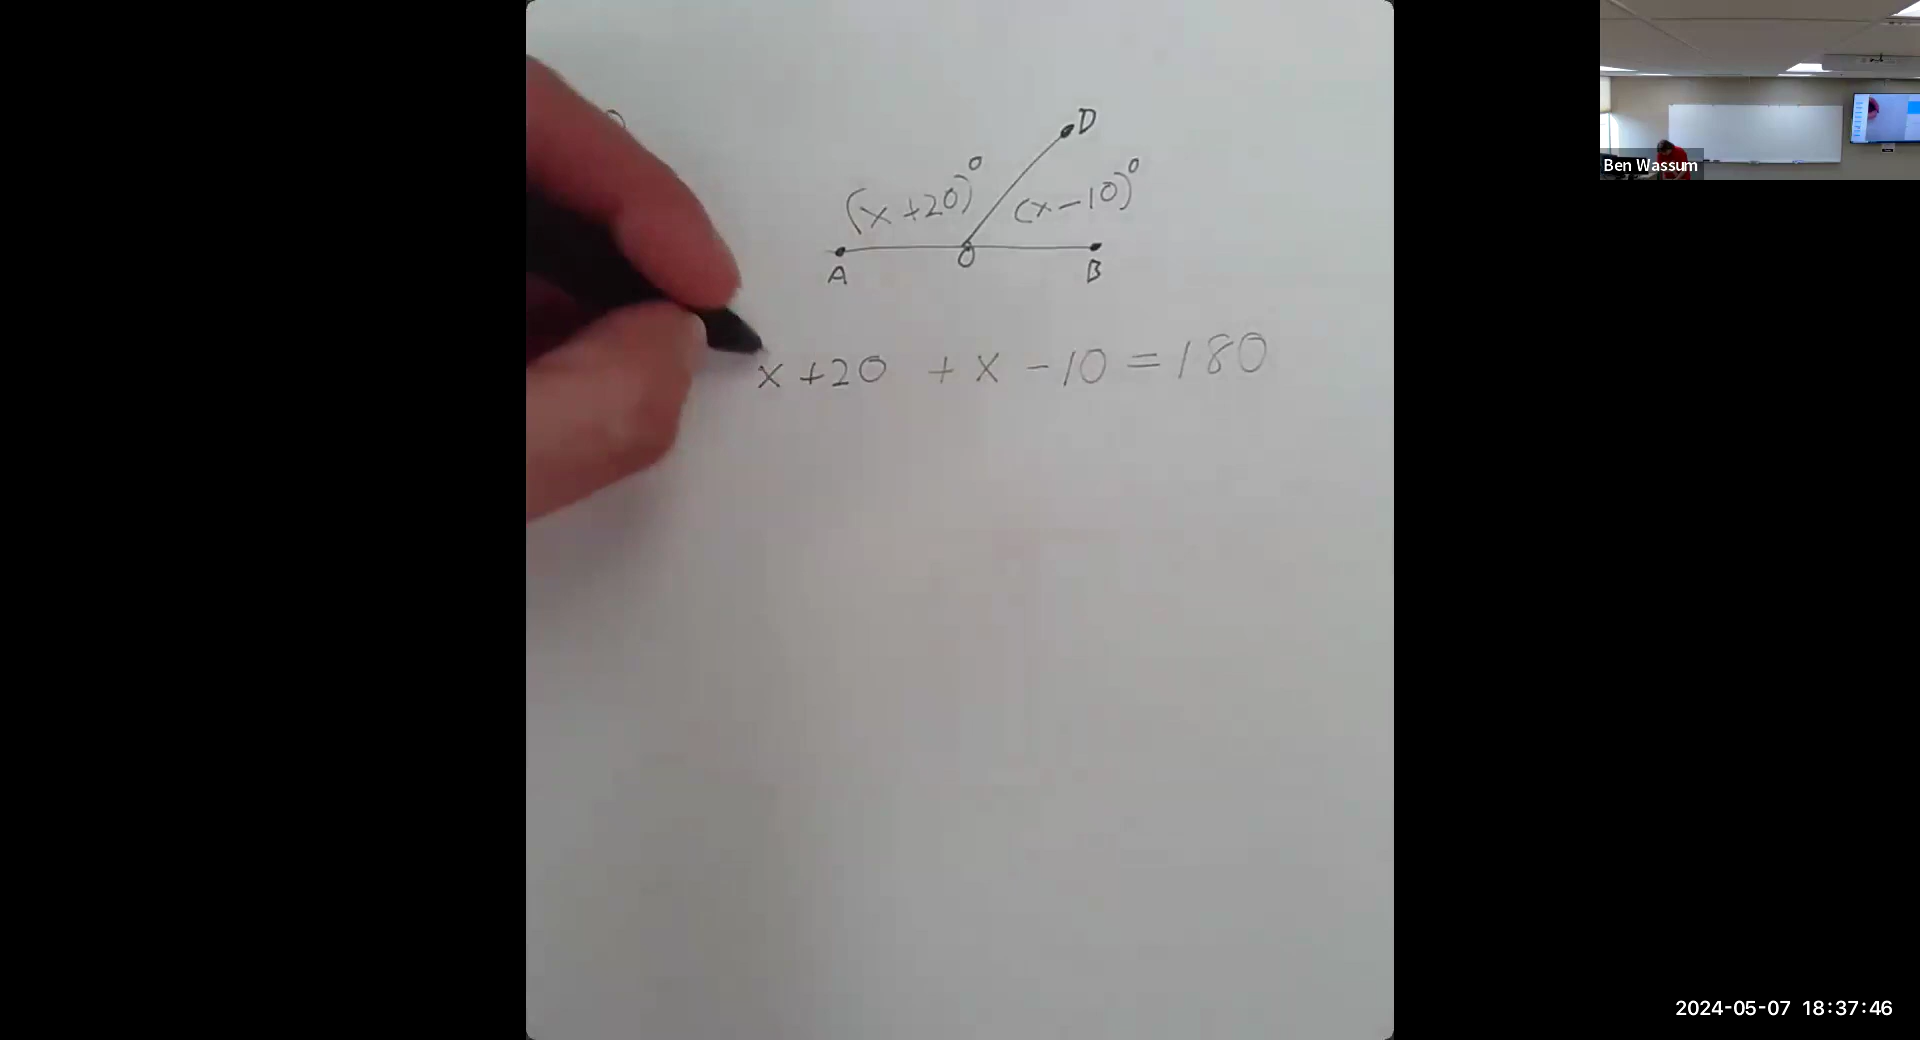 D
(x+20)° (x-10)°
A O B
x+20 + x -10 = 180
Ben Wassum
2024-05-07 18:37:46